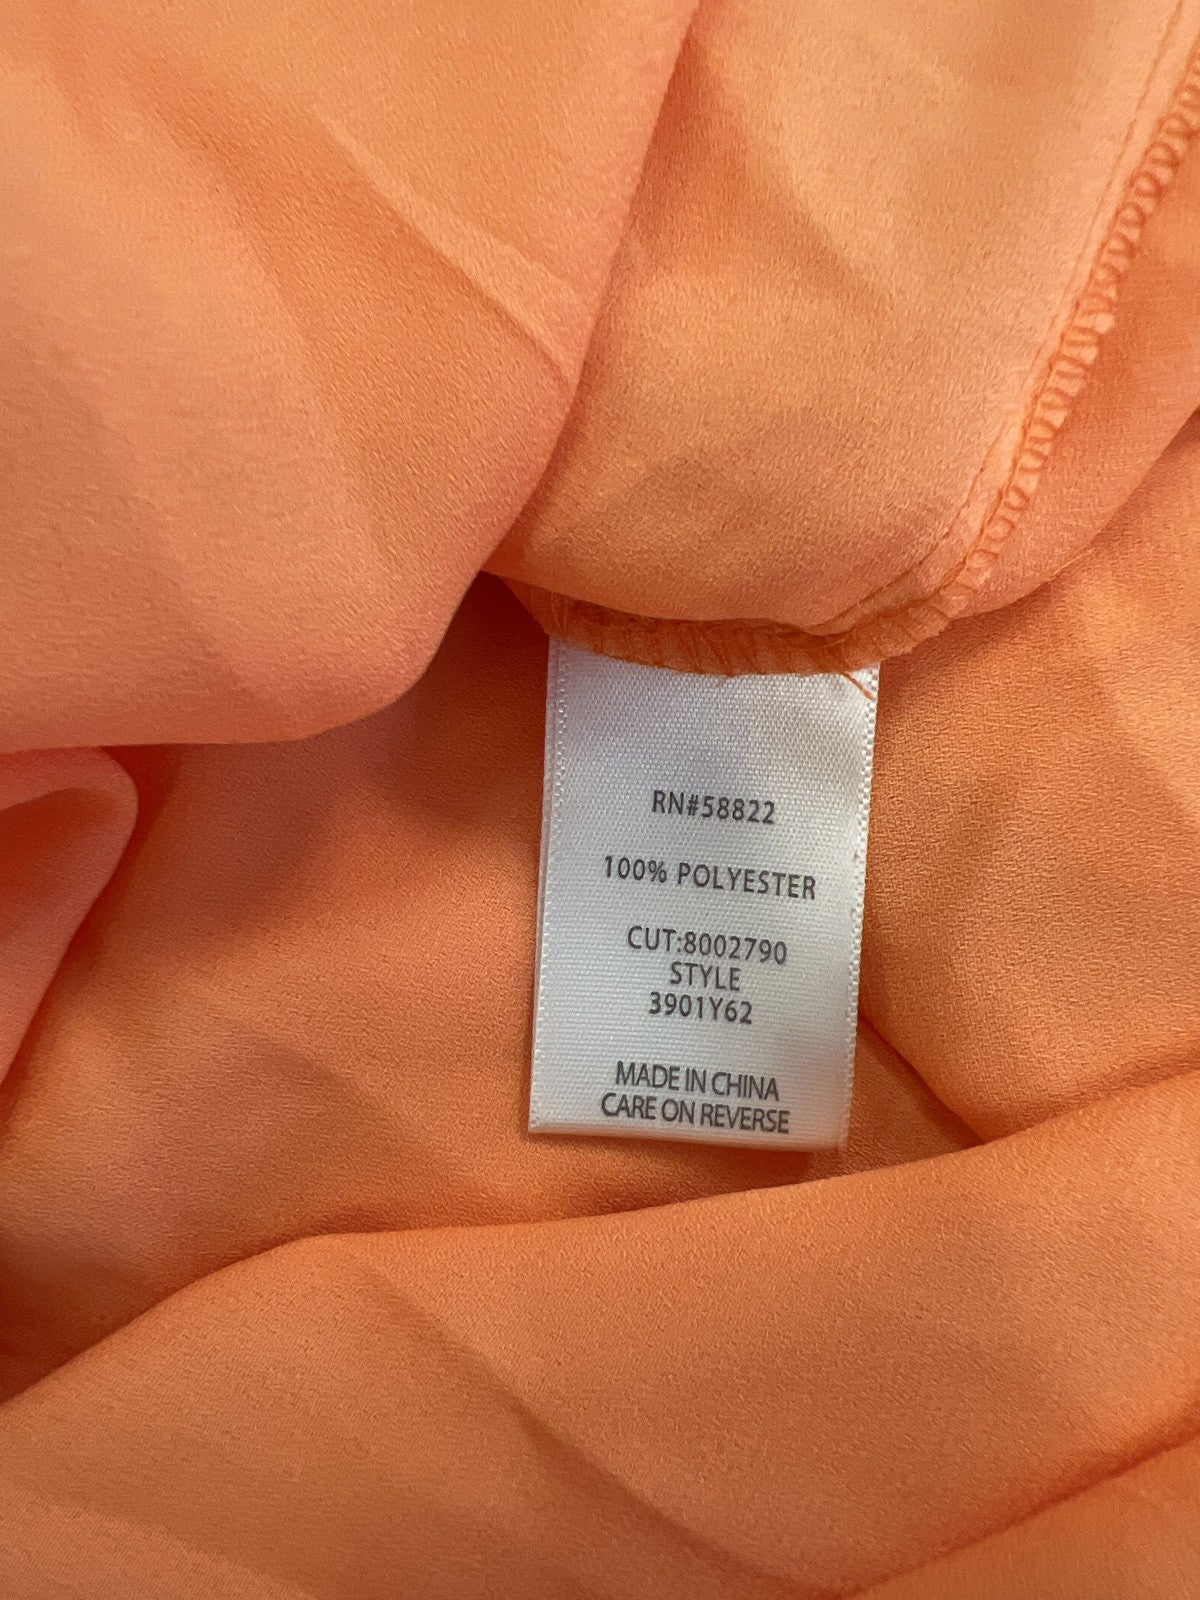 RN#58822
100% POLYESTER
CUT:8002790
STYLE
3901Y62
MADE IN CHINA
CARE ON REVERSE